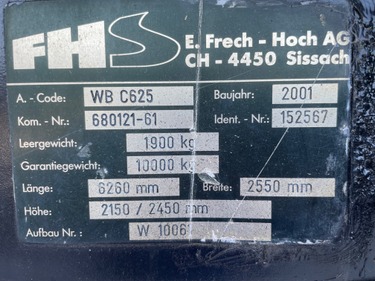 FHS
E. Frech - Hoch AG
CH - 4450 Sissach
A. - Code: WB C625 Baujahr: 2001
Kom. - Nr.: 680121-61 Ident. - Nr.: 152567
Leergewicht: 1900 kg
Garantiegewicht: 10000 kg
Länge: 6260 mm Breite: 2550 mm
Höhe: 2150 / 2450 mm
Aufbau Nr.: W 1006